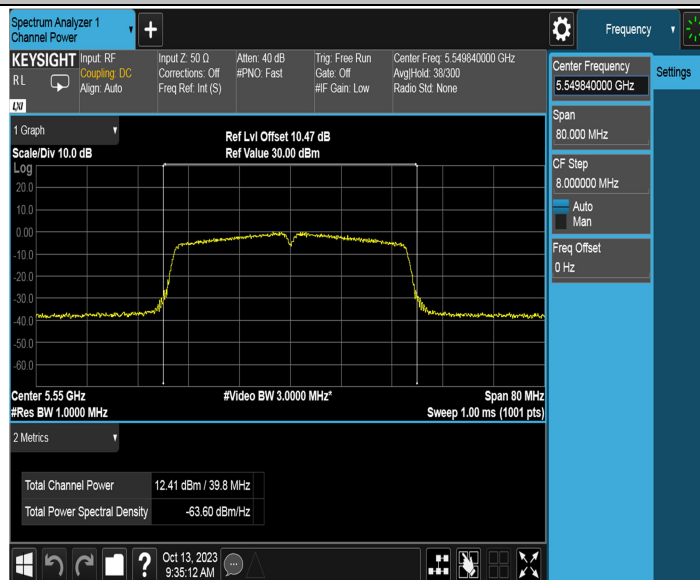 Spectrum Analyzer 1
Channel Power
+
Frequency
KEYSIGHT
RL
LXI
Input: RF
Coupling: DC
Align: Auto
Input Z: 50 Ω
Corrections: Off
Freq Ref: Int (S)
Atten: 40 dB
#PNO: Fast
Trig: Free Run
Gate: Off
#IF Gain: Low
Center Freq: 5.549840000 GHz
Avg|Hold: 38/300
Radio Std: None
Center Frequency
5.549840000 GHz
Settings
Span
80.000 MHz
CF Step
8.000000 MHz
Auto
Man
Freq Offset
0 Hz
1 Graph
Scale/Div 10.0 dB
Ref Lvl Offset 10.47 dB
Ref Value 30.00 dBm
Log
20.0
10.0
0.00
-10.0
-20.0
-30.0
-40.0
-50.0
-60.0
Center 5.55 GHz
#Video BW 3.0000 MHz*
Span 80 MHz
#Res BW 1.0000 MHz
Sweep 1.00 ms (1001 pts)
2 Metrics
Total Channel Power 12.41 dBm / 39.8 MHz
Total Power Spectral Density -63.60 dBm/Hz
?
Oct 13, 2023
9:35:12 AM